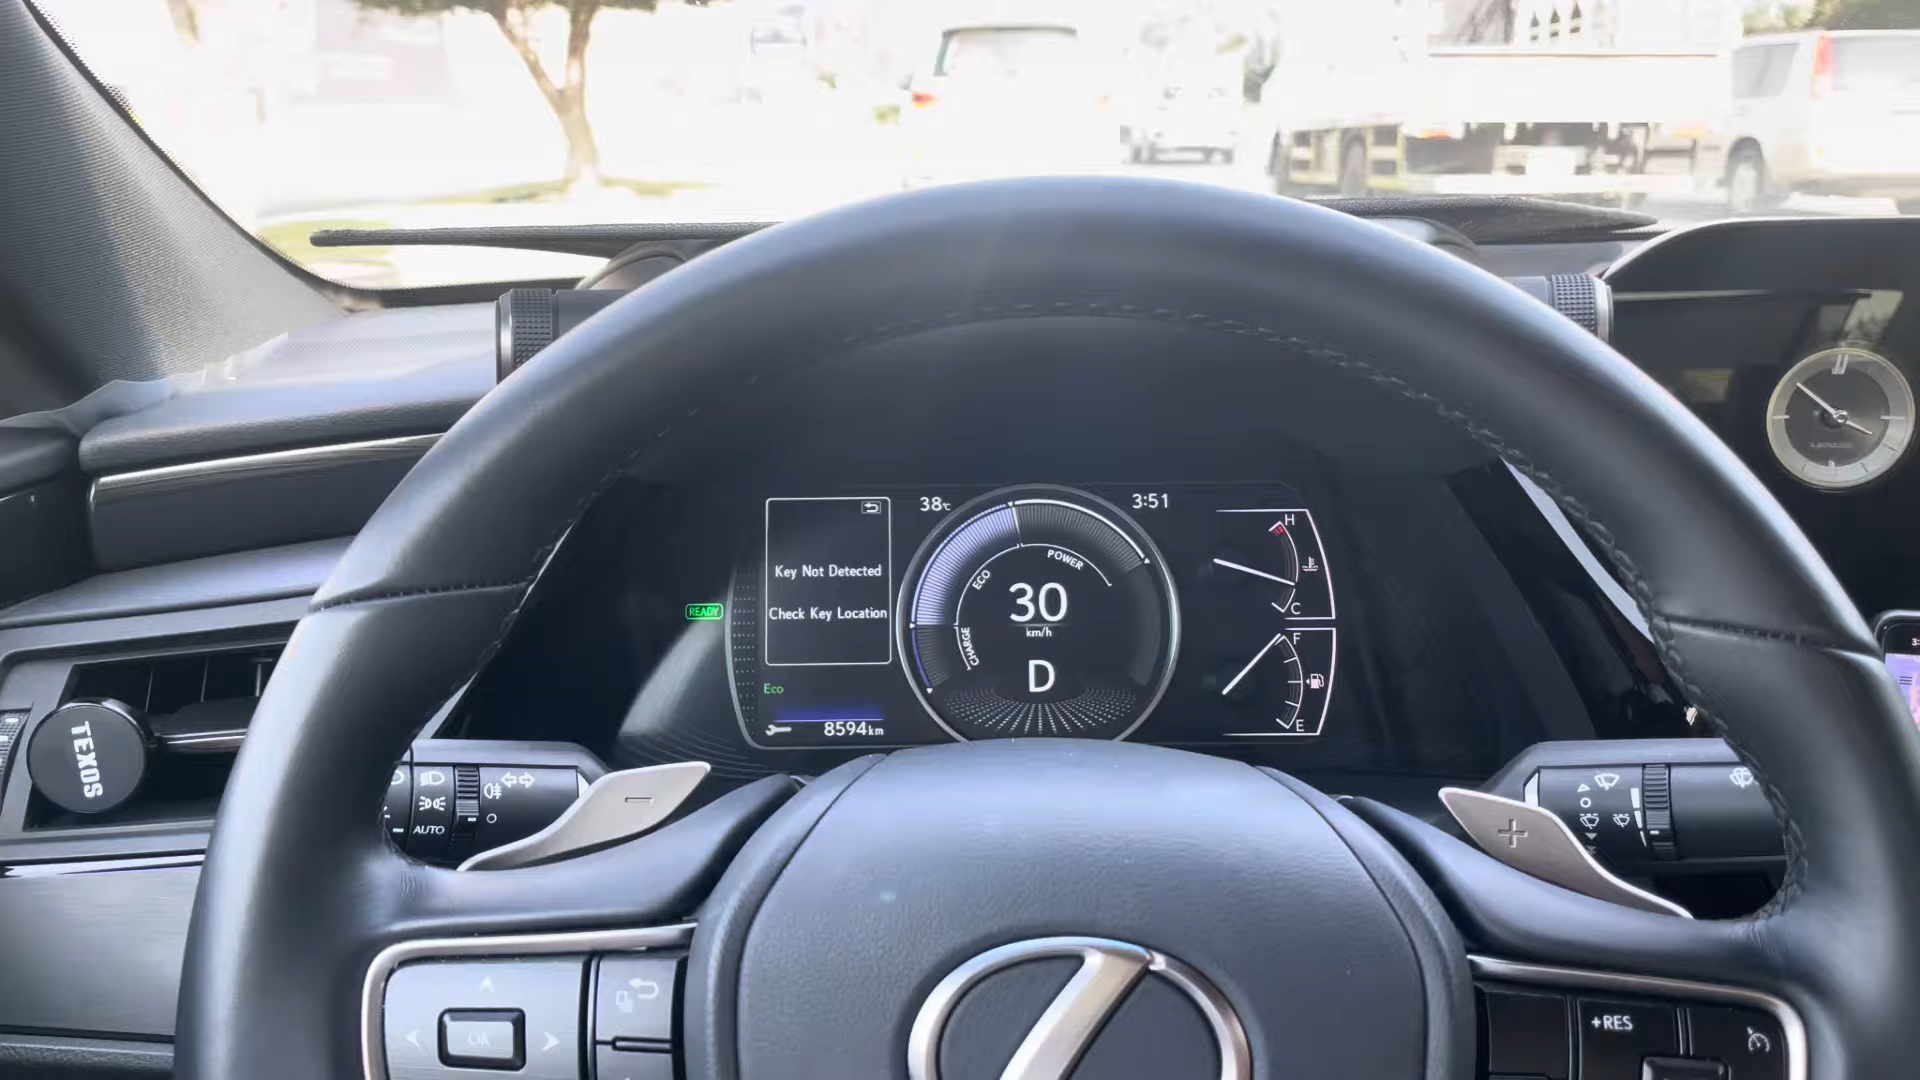 38℃
3:51
H
Key Not Detected
Check Key Location
READY
ECO
POWER
CHARGE
30
km/h
D
C
F
E
Eco
8594km
TEXOS
AUTO
OK
+RES